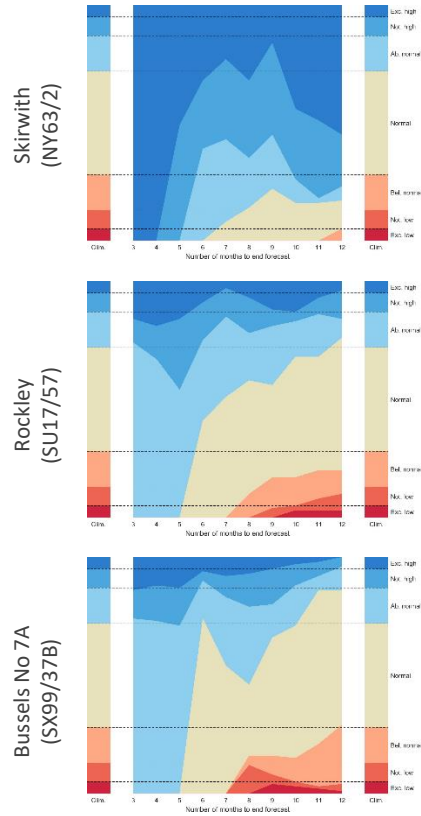 Skirwith
(NY63/2)
Exc. high
Not. high
Ab. normal
Normal
Bel. normal
Not. low
Exc. low
Clim.
3 4 5 6 7 8 9 10 11 12
Clim.
Number of months to end forecast.
Rockley
(SU17/57)
Exc. high
Not. high
Ab. normal
Normal
Bel. normal
Not. low
Exc. low
Clim.
3 4 5 6 7 8 9 10 11 12
Clim.
Number of months to end forecast.
Bussels No 7A
(SX99/37B)
Exc. high
Not. high
Ab. normal
Normal
Bel. normal
Not. low
Exc. low
Clim.
3 4 5 6 7 8 9 10 11 12
Clim.
Number of months to end forecast.